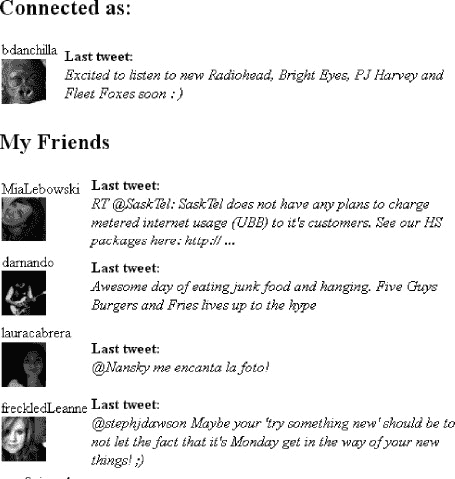 Connected as:
bdanchilla
Last tweet:
Excited to listen to new Radiohead, Bright Eyes, PJ Harvey and
Fleet Foxes soon : )
My Friends
MiaLebowski
Last tweet:
RT @SaskTel: SaskTel does not have any plans to charge
metered internet usage (UBB) to it's customers. See our HS
packages here: http:// ...
darnando
Last tweet:
Awesome day of eating junk food and hanging. Five Guys
Burgers and Fries lives up to the hype
lauracabrera
Last tweet:
@Nansky me encanta la foto!
freckledLeanne
Last tweet:
@stephjdawson Maybe your 'try something new' should be to
not let the fact that it's Monday get in the way of your new
things! ;)